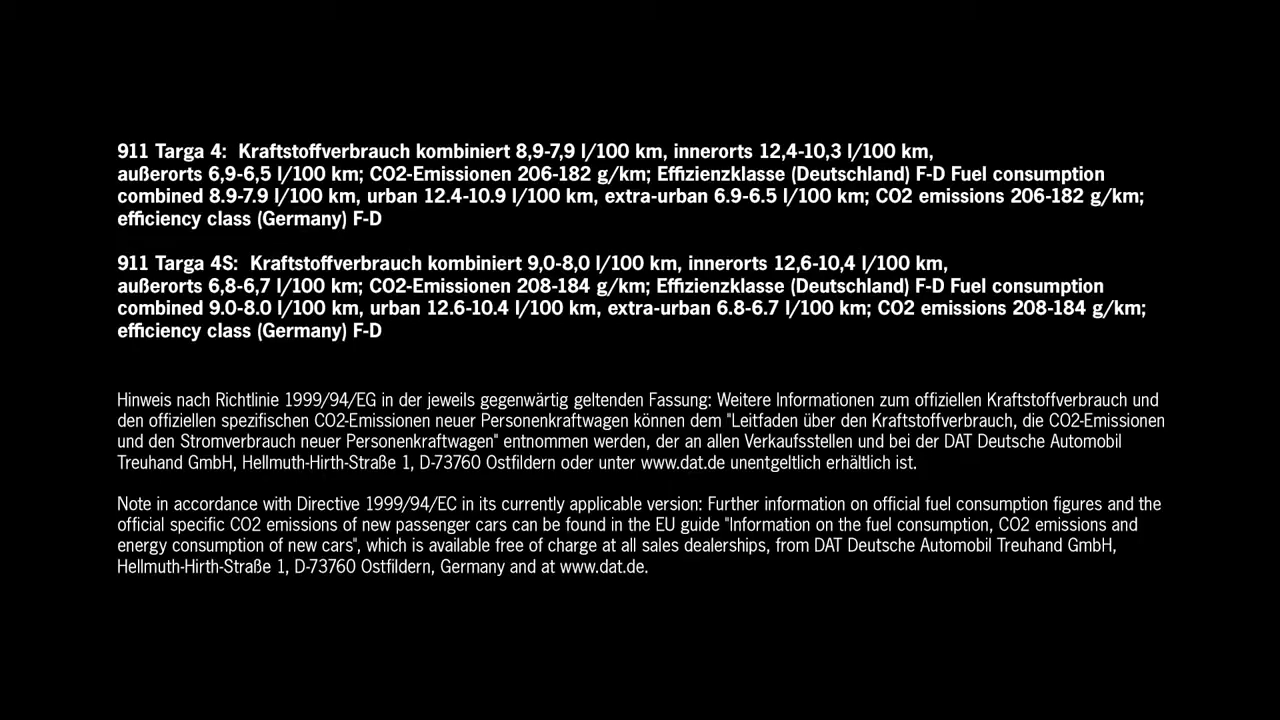 911 Targa 4:  Kraftstoffverbrauch kombiniert 8,9-7,9 l/100 km, innerorts 12,4-10,3 l/100 km,
außerorts 6,9-6,5 l/100 km; CO2-Emissionen 206-182 g/km; Effizienzklasse (Deutschland) F-D Fuel consumption
combined 8.9-7.9 l/100 km, urban 12.4-10.9 l/100 km, extra-urban 6.9-6.5 l/100 km; CO2 emissions 206-182 g/km;
efficiency class (Germany) F-D
911 Targa 4S:  Kraftstoffverbrauch kombiniert 9,0-8,0 l/100 km, innerorts 12,6-10,4 l/100 km,
außerorts 6,8-6,7 l/100 km; CO2-Emissionen 208-184 g/km; Effizienzklasse (Deutschland) F-D Fuel consumption
combined 9.0-8.0 l/100 km, urban 12.6-10.4 l/100 km, extra-urban 6.8-6.7 l/100 km; CO2 emissions 208-184 g/km;
efficiency class (Germany) F-D
Hinweis nach Richtlinie 1999/94/EG in der jeweils gegenwärtig geltenden Fassung: Weitere Informationen zum offiziellen Kraftstoffverbrauch und
den offiziellen spezifischen CO2-Emissionen neuer Personenkraftwagen können dem "Leitfaden über den Kraftstoffverbrauch, die CO2-Emissionen
und den Stromverbrauch neuer Personenkraftwagen" entnommen werden, der an allen Verkaufsstellen und bei der DAT Deutsche Automobil
Treuhand GmbH, Hellmuth-Hirth-Straße 1, D-73760 Ostfildern oder unter www.dat.de unentgeltlich erhältlich ist.
Note in accordance with Directive 1999/94/EC in its currently applicable version: Further information on official fuel consumption figures and the
official specific CO2 emissions of new passenger cars can be found in the EU guide "Information on the fuel consumption, CO2 emissions and
energy consumption of new cars", which is available free of charge at all sales dealerships, from DAT Deutsche Automobil Treuhand GmbH,
Hellmuth-Hirth-Straße 1, D-73760 Ostfildern, Germany and at www.dat.de.